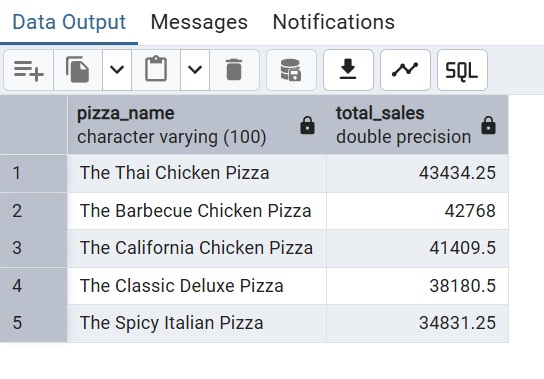 Data Output Messages Notifications
SQL
pizza_name total_sales
character varying (100) double precision
1 The Thai Chicken Pizza 43434.25
2 The Barbecue Chicken Pizza 42768
3 The California Chicken Pizza 41409.5
4 The Classic Deluxe Pizza 38180.5
5 The Spicy Italian Pizza 34831.25